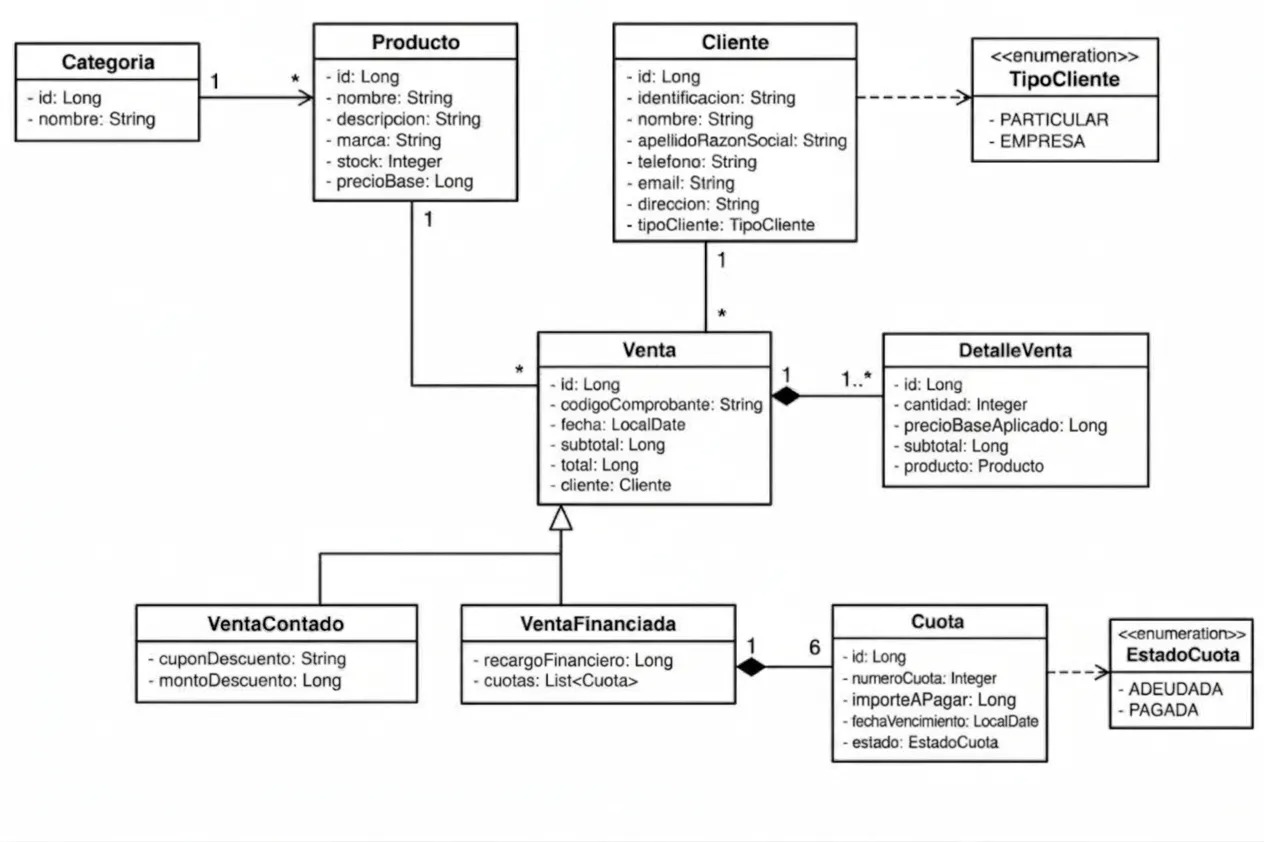 Categoria
- id: Long
- nombre: String
1
*
Producto
- id: Long
- nombre: String
- descripcion: String
- marca: String
- stock: Integer
- precioBase: Long
1
Cliente
- id: Long
- identificacion: String
- nombre: String
- apellidoRazonSocial: String
- telefono: String
- email: String
- direccion: String
- tipoCliente: TipoCliente
1
*
<<enumeration>>
TipoCliente
- PARTICULAR
- EMPRESA
*
Venta
- id: Long
- codigoComprobante: String
- fecha: LocalDate
- subtotal: Long
- total: Long
- cliente: Cliente
1
1..*
DetalleVenta
- id: Long
- cantidad: Integer
- precioBaseAplicado: Long
- subtotal: Long
- producto: Producto
VentaContado
- cuponDescuento: String
- montoDescuento: Long
VentaFinanciada
- recargoFinanciero: Long
- cuotas: List<Cuota>
1
6
Cuota
- id: Long
- numeroCuota: Integer
- importeAPagar: Long
- fechaVencimiento: LocalDate
- estado: EstadoCuota
<<enumeration>>
EstadoCuota
- ADEUDADA
- PAGADA